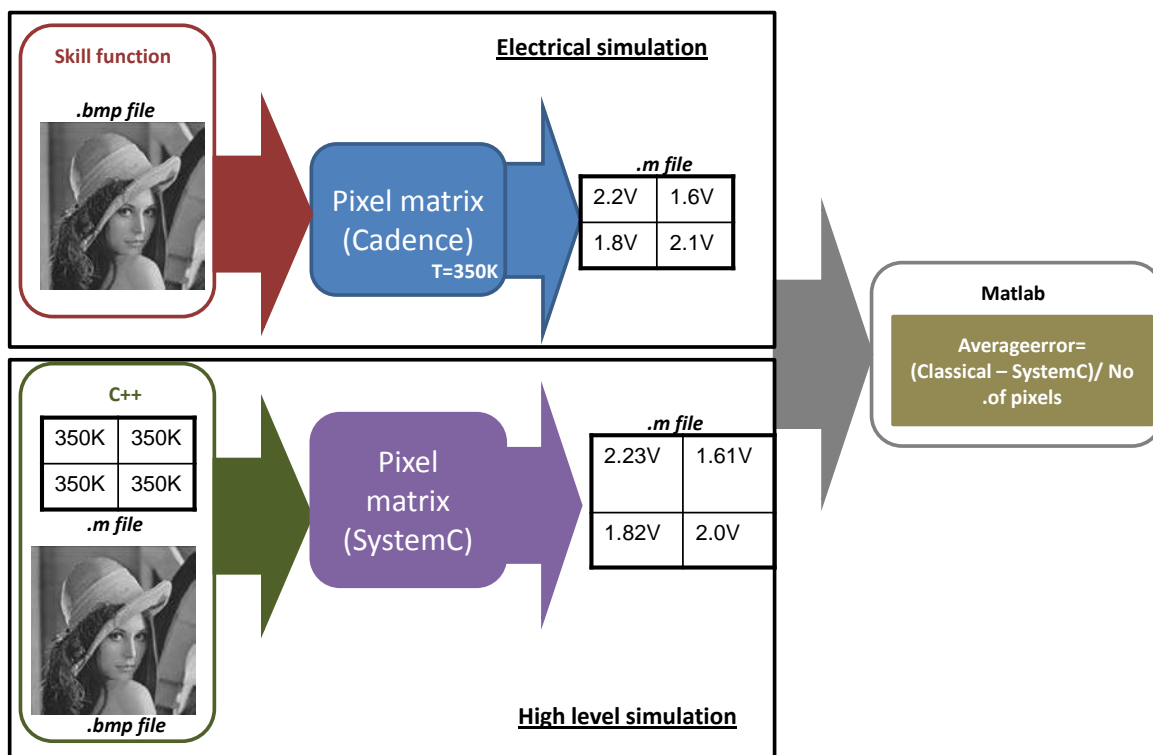 Electrical simulation
Skill function
.bmp file
Pixel matrix
(Cadence)
T=350K
.m file
2.2V 1.6V
1.8V 2.1V
Matlab
Averageerror=
(Classical – SystemC)/ No
.of pixels
C++
350K 350K
350K 350K
.m file
.bmp file
Pixel
matrix
(SystemC)
.m file
2.23V 1.61V
1.82V 2.0V
High level simulation